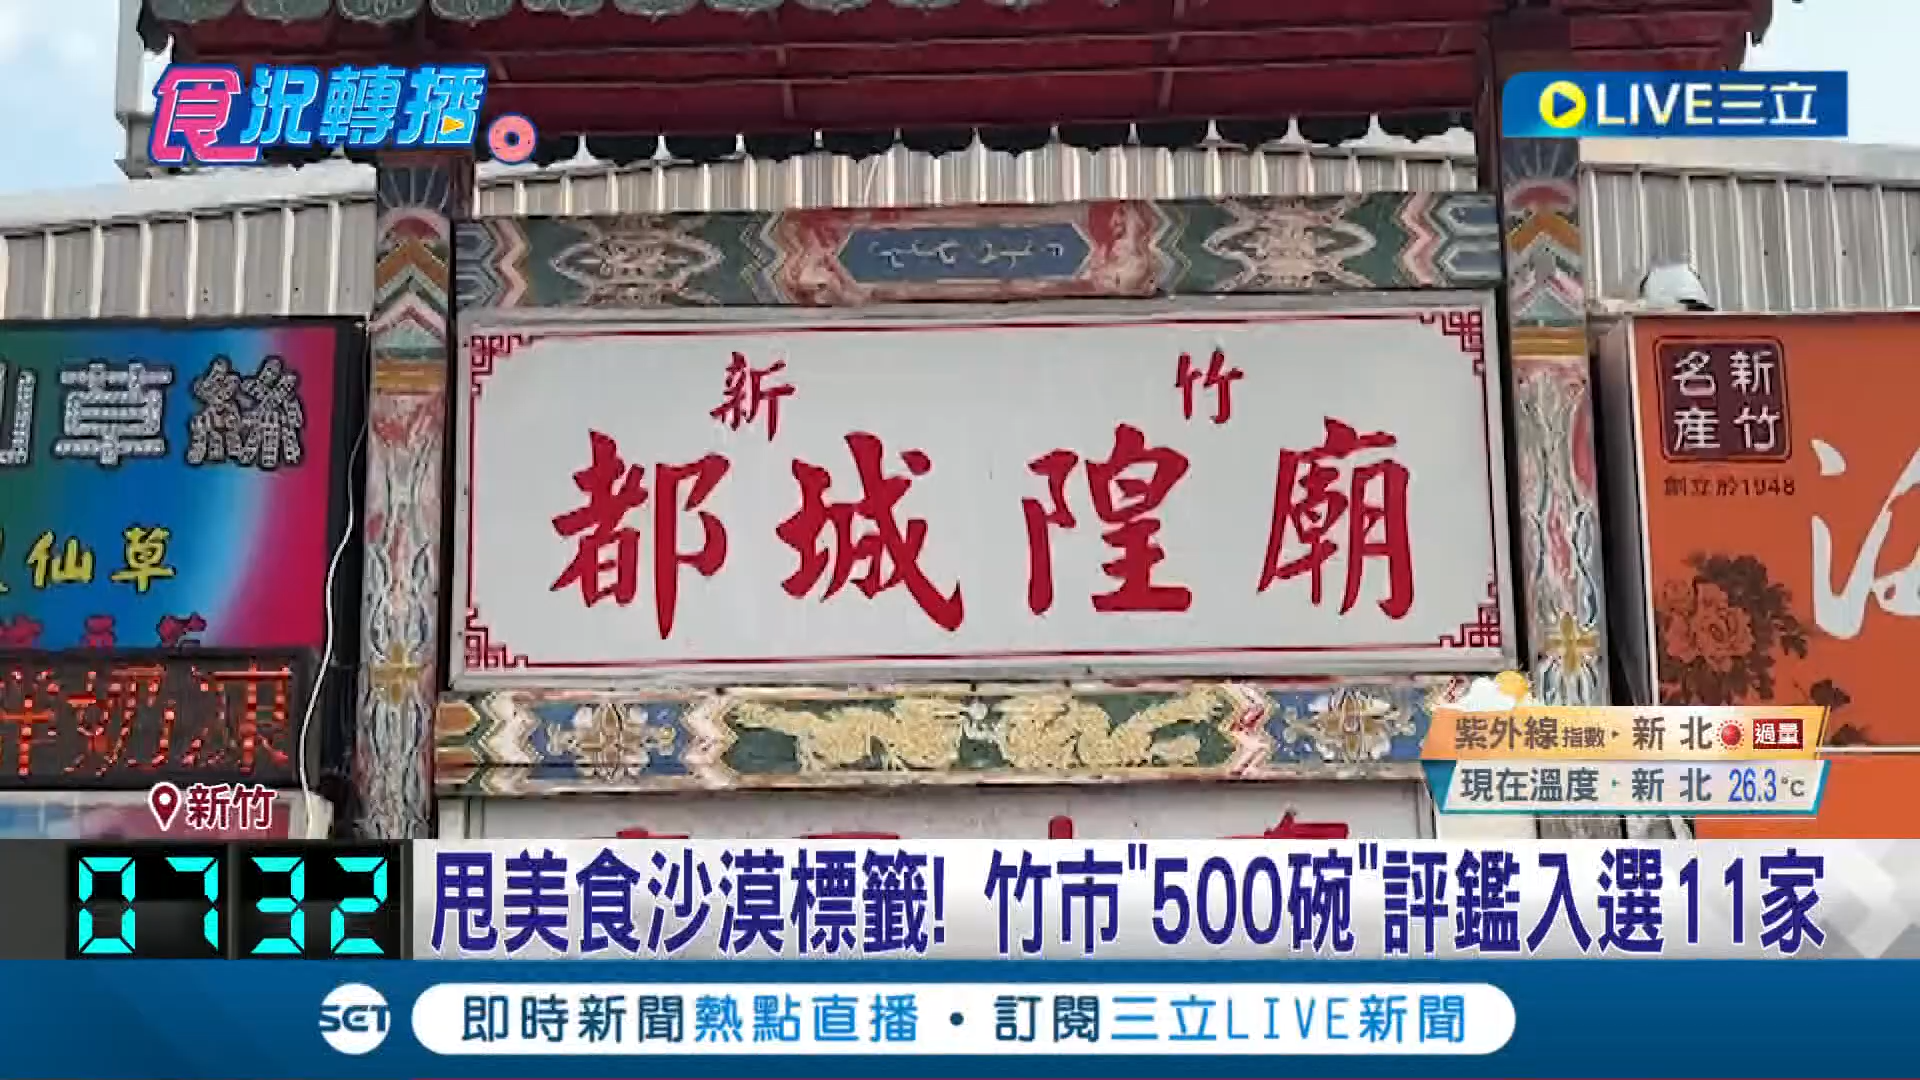 食況轉播
LIVE三立
新竹
都城隍廟
草
仙草
奶凍
新竹
名產
創立於1948
新竹
紫外線指數・新北 過量
現在溫度・新北 26.3°C
0732
甩美食沙漠標籤! 竹市"500碗"評鑑入選11家
SET
即時新聞熱點直播・訂閱三立LIVE新聞